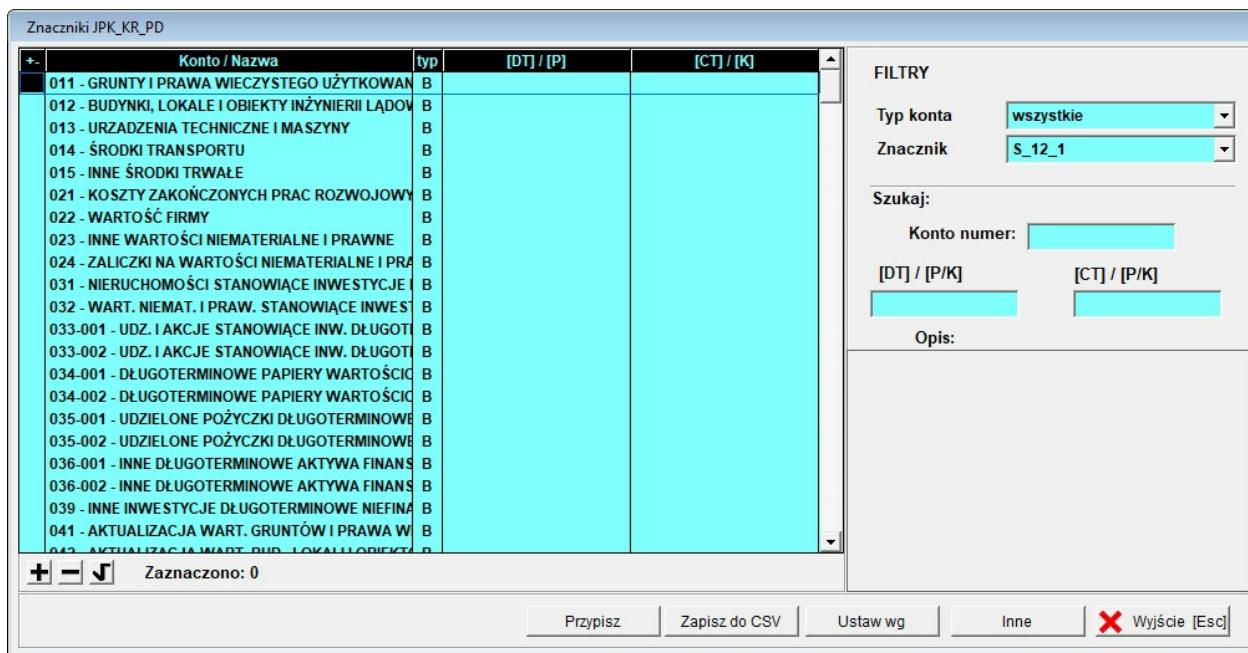 Znaczniki JPK_KR_PD
+- Konto / Nazwa typ [DT] / [P] [CT] / [K]
011 - GRUNTY I PRAWA WIECZYSTEGO UŻYTKOWAN B
012 - BUDYNKI, LOKALE I OBIEKTY INŻYNIERII LĄDOW B
013 - URZADZENIA TECHNICZNE I MASZYNY B
014 - ŚRODKI TRANSPORTU B
015 - INNE ŚRODKI TRWAŁE B
021 - KOSZTY ZAKOŃCZONYCH PRAC ROZWOJOWY B
022 - WARTOŚĆ FIRMY B
023 - INNE WARTOŚCI NIEMATERIALNE I PRAWNE B
024 - ZALICZKI NA WARTOŚCI NIEMATERIALNE I PRA B
031 - NIERUCHOMOŚCI STANOWIĄCE INWESTYCJE B
032 - WART. NIEMAT. I PRAW. STANOWIĄCE INWEST B
033-001 - UDZ. I AKCJE STANOWIĄCE INW. DŁUGOT B
033-002 - UDZ. I AKCJE STANOWIĄCE INW. DŁUGOT B
034-001 - DŁUGOTERMINOWE PAPIERY WARTOŚCIO B
034-002 - DŁUGOTERMINOWE PAPIERY WARTOŚCIO B
035-001 - UDZIELONE POŻYCZKI DŁUGOTERMINOWE B
035-002 - UDZIELONE POŻYCZKI DŁUGOTERMINOWE B
036-001 - INNE DŁUGOTERMINOWE AKTYWA FINANS B
036-002 - INNE DŁUGOTERMINOWE AKTYWA FINANS B
039 - INNE INWESTYCJE DŁUGOTERMINOWE NIEFINA B
041 - AKTUALIZACJA WART. GRUNTÓW I PRAWA W B
Zaznaczono: 0
FILTRY
Typ konta wszystkie
Znacznik S_12_1
Szukaj:
Konto numer:
[DT] / [P/K] [CT] / [P/K]
Opis:
Przypisz Zapisz do CSV Ustaw wg Inne Wyjście [Esc]